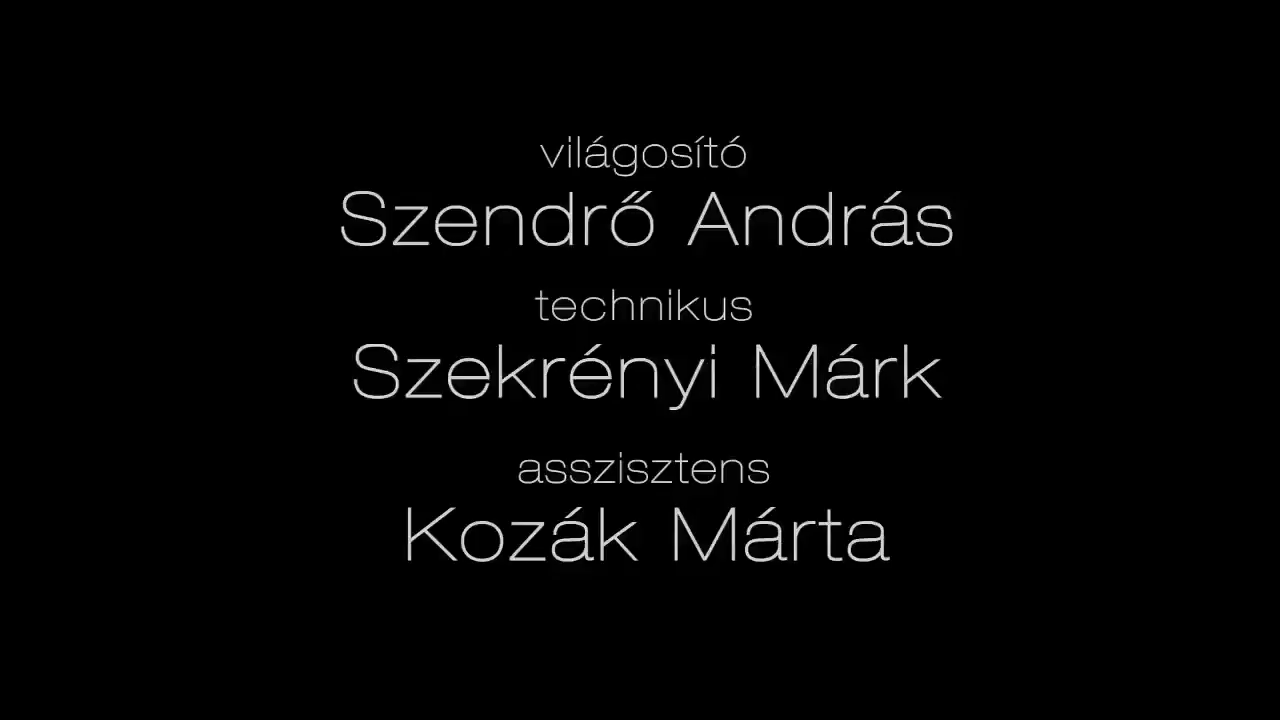 világosító
Szendrő András
technikus
Szekrényi Márk
asszisztens
Kozák Márta